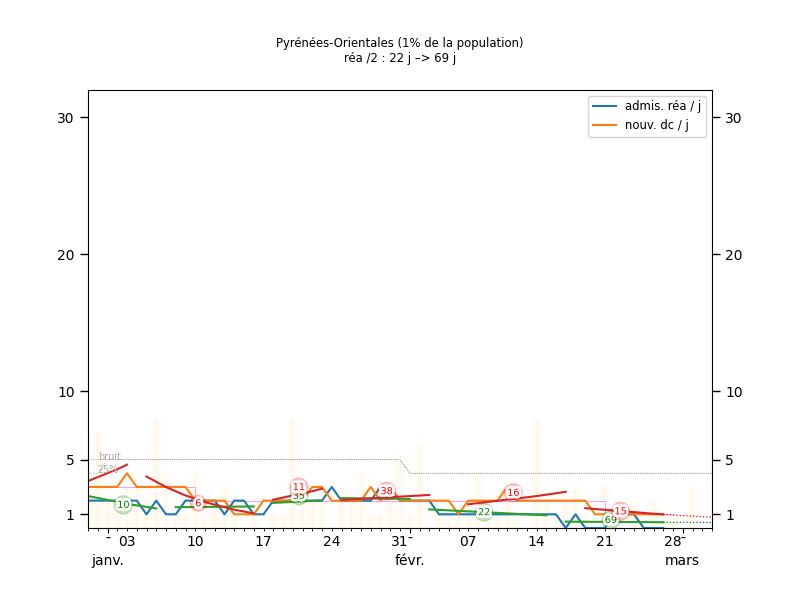 Pyrénées-Orientales (1% de la population)
réa /2 : 22 j –> 69 j
admis. réa / j
nouv. dc / j
30 30
20 20
10 10
5 5
1 1
bruit
25%
10 6 11 35 38 22 16 69 15
- 03 10 17 24 31- 07 14 21 28-
janv. févr. mars